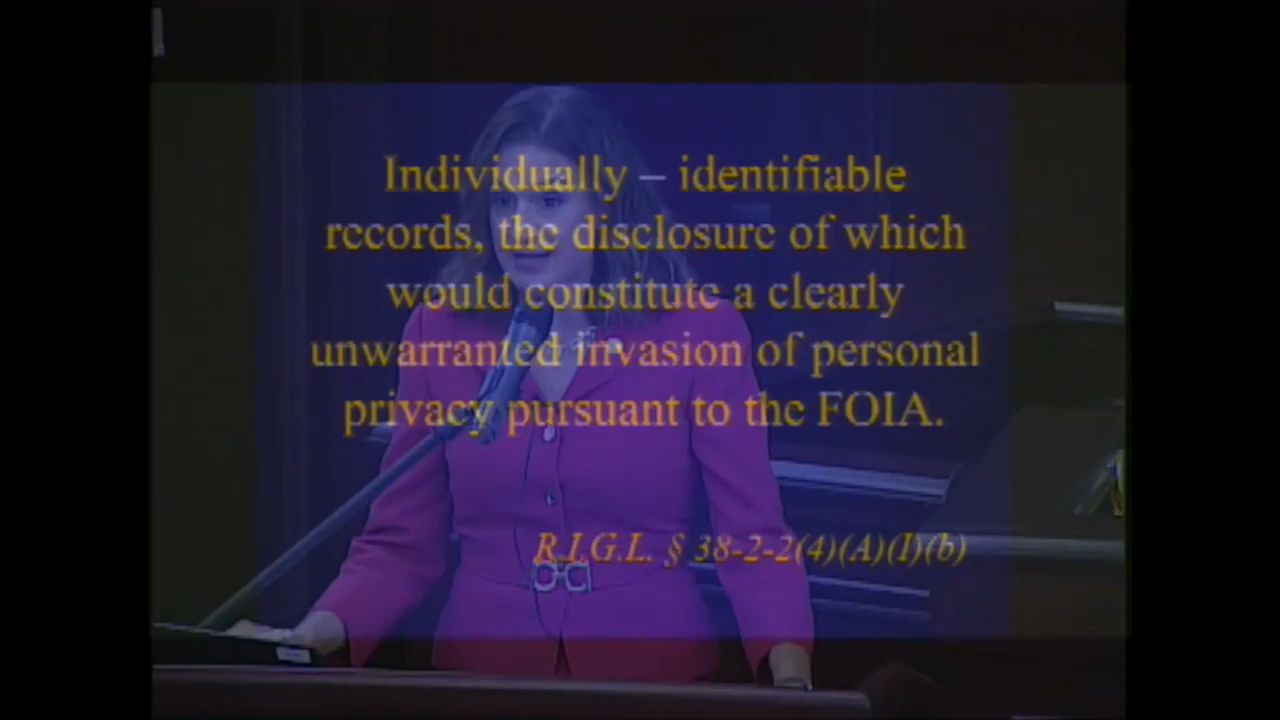 Individually – identifiable
records, the disclosure of which
would constitute a clearly
unwarranted invasion of personal
privacy pursuant to the FOIA.
R.I.G.L. § 38-2-2(4)(A)(I)(b)